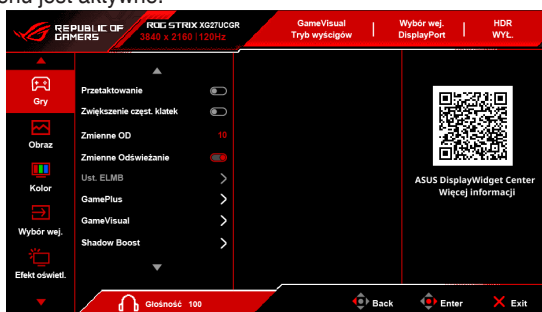 onu jest aktywne.
REPUBLIC OF
GAMERS
ROG STRIX XG27UCGR
3840 x 2160 | 120Hz
GameVisual
Tryb wyścigów
Wybór wej.
DisplayPort
HDR
WYŁ.
Gry
Obraz
Kolor
Wybór wej.
Efekt oświetl.
Przetaktowanie
Zwiększenie częst. klatek
Zmienne OD 10
Zmienne Odświeżanie
Ust. ELMB
GamePlus
GameVisual
Shadow Boost
ASUS DisplayWidget Center
Więcej informacji
Głośność 100
Back
Enter
Exit